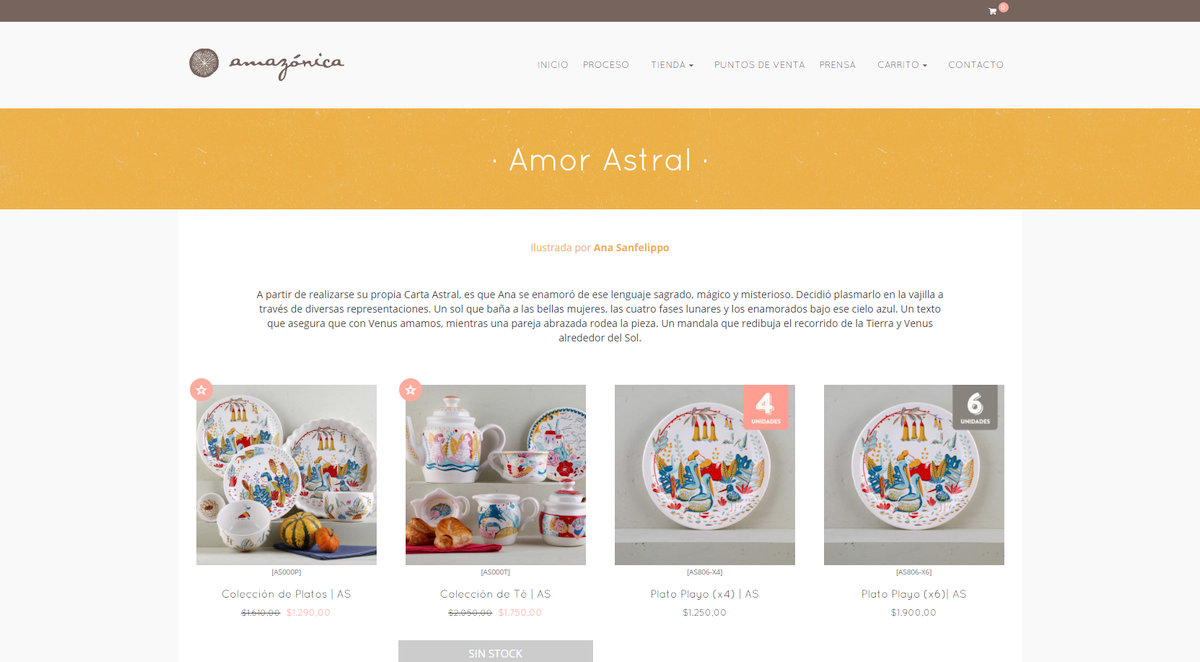 0
amazónica
INICIO PROCESO TIENDA PUNTOS DE VENTA PRENSA CARRITO CONTACTO
· Amor Astral ·
Ilustrada por Ana Sanfelippo
A partir de realizarse su propia Carta Astral, es que Ana se enamoró de ese lenguaje sagrado, mágico y misterioso. Decidió plasmarlo en la vajilla a
través de diversas representaciones. Un sol que baña a las bellas mujeres, las cuatro fases lunares y los enamorados bajo ese cielo azul. Un texto
que asegura que con Venus amamos, mientras una pareja abrazada rodea la pieza. Un mandala que redibuja el recorrido de la Tierra y Venus
alrededor del Sol.
4
UNIDADES
6
UNIDADES
[AS000P] [AS000T] [AS806-X4] [AS806-X6]
Colección de Platos | AS Colección de Tè | AS Plato Playo (x4) | AS Plato Playo (x6)| AS
$1.610,00 $1.290,00 $2.050,00 $1.750,00 $1.250,00 $1.900,00
SIN STOCK